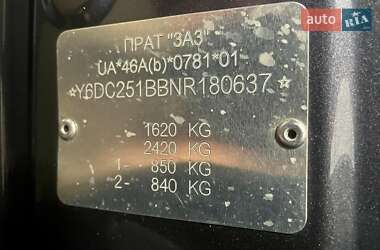 auto RIA
.com
ПРАТ "ЗАЗ"
UA*46A(b)*0781*01
☆Y6DC251BBNR180637☆
1620 KG
2420 KG
1- 850 KG
2- 840 KG